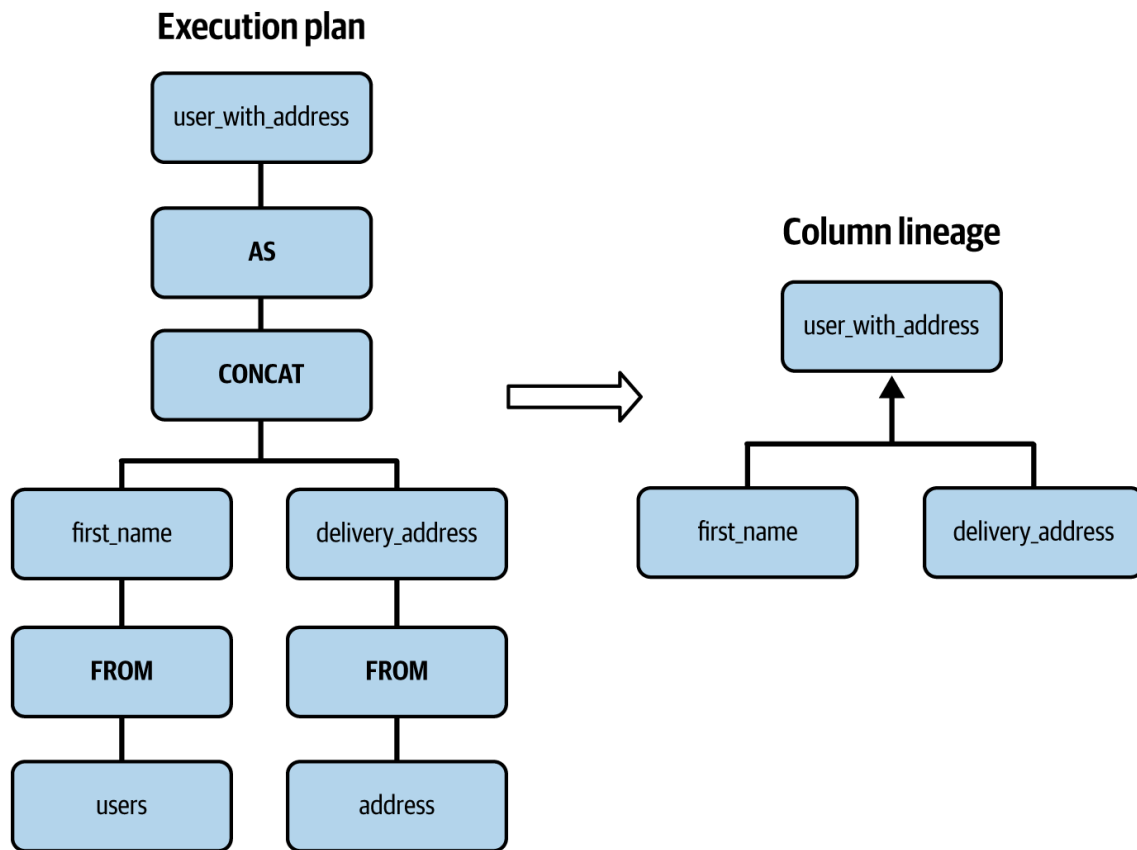 Execution plan
user_with_address
AS
CONCAT
first_name
delivery_address
FROM
FROM
users
address
Column lineage
user_with_address
first_name
delivery_address